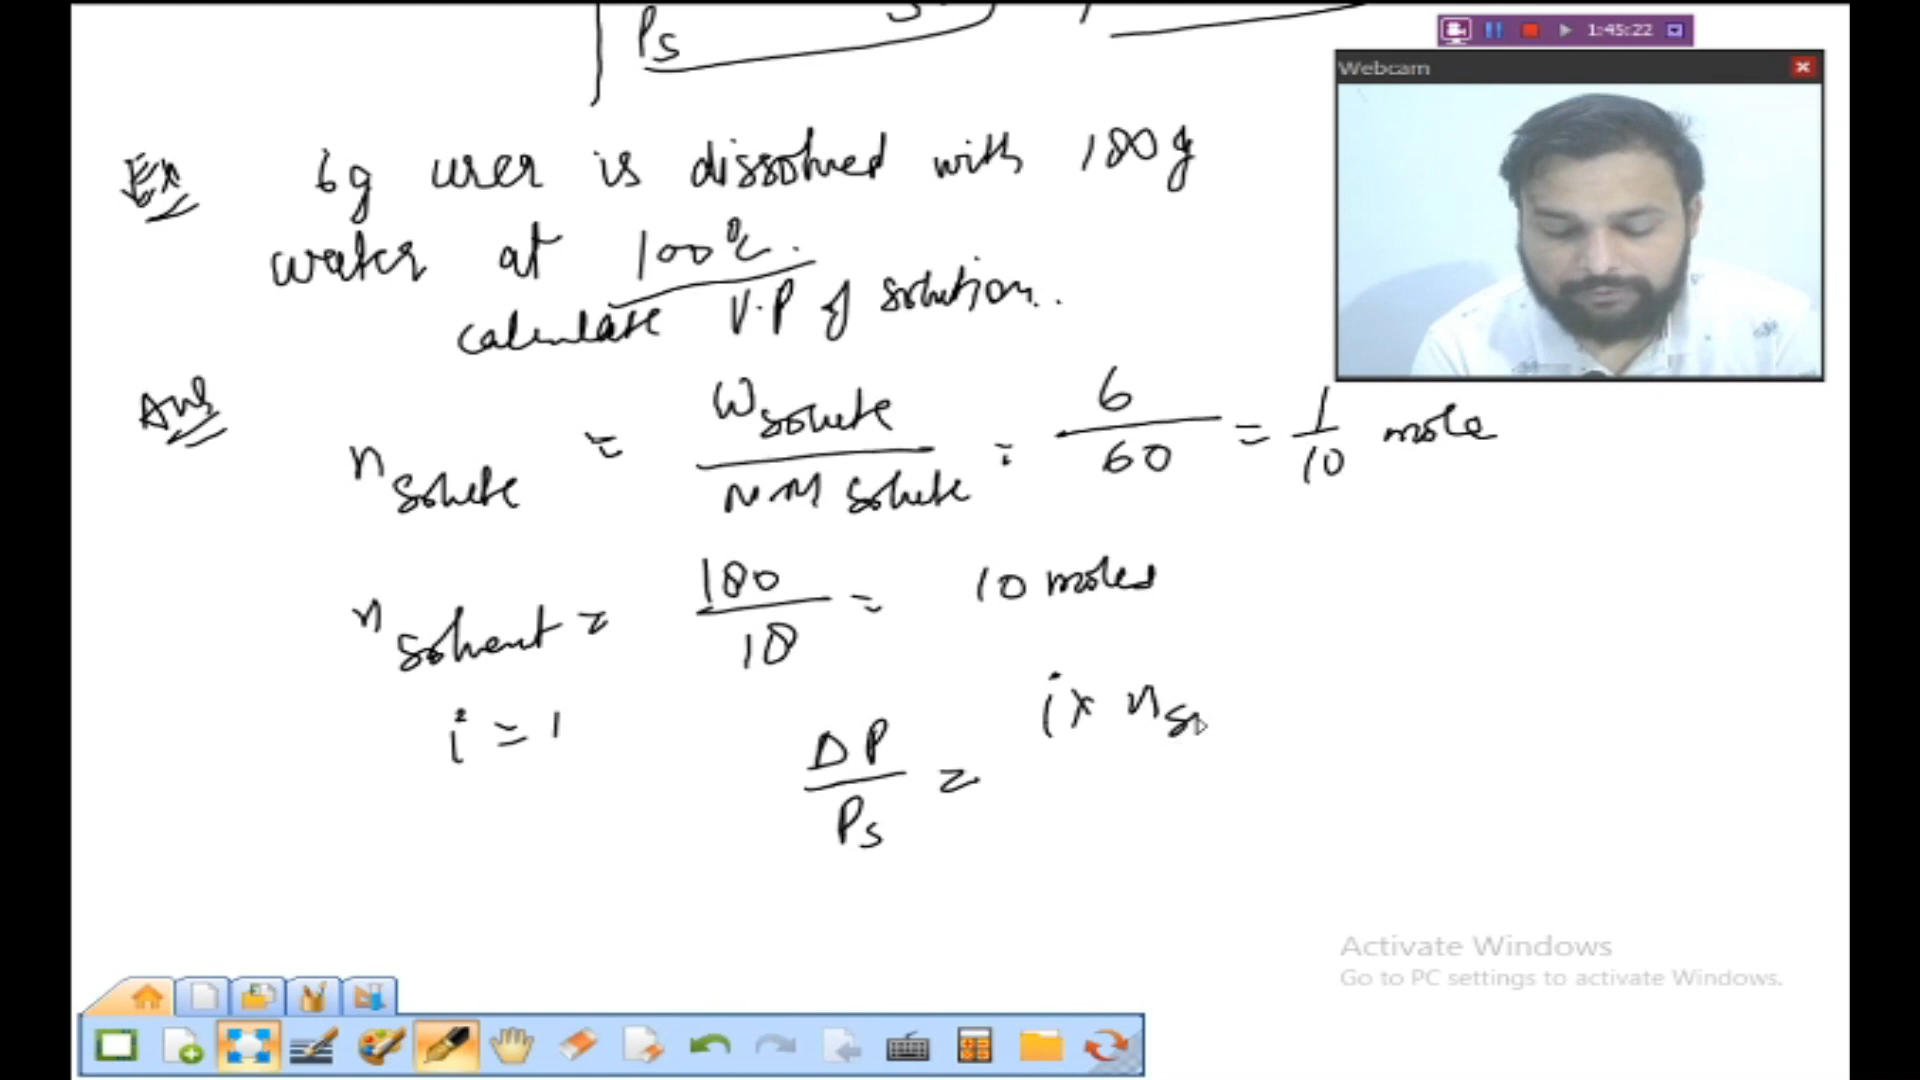 Ps
1:45:22
Webcam
Ex 6g urea is dissolved with 180g
water at 100°C.
calculate V.P of solution..
Ans
n solute = W solute / M.M solute = 6 / 60 = 1 / 10 mole
n solvent = 180 / 18 = 10 moles
i = 1
ΔP / Ps = i x n so
Activate Windows
Go to PC settings to activate Windows.